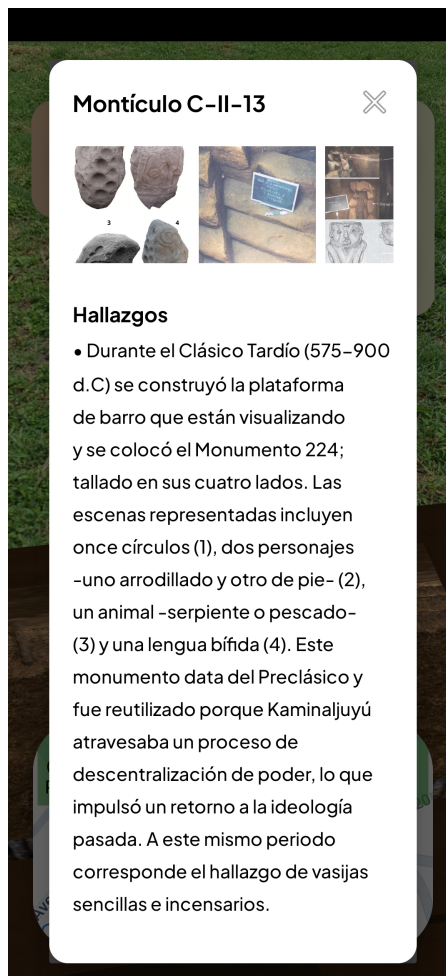 Montículo C-II-13
3
4
Hallazgos
• Durante el Clásico Tardío (575-900
d.C) se construyó la plataforma
de barro que están visualizando
y se colocó el Monumento 224;
tallado en sus cuatro lados. Las
escenas representadas incluyen
once círculos (1), dos personajes
-uno arrodillado y otro de pie- (2),
un animal -serpiente o pescado-
(3) y una lengua bífida (4). Este
monumento data del Preclásico y
fue reutilizado porque Kaminaljuyú
atravesaba un proceso de
descentralización de poder, lo que
impulsó un retorno a la ideología
pasada. A este mismo periodo
corresponde el hallazgo de vasijas
sencillas e incensarios.